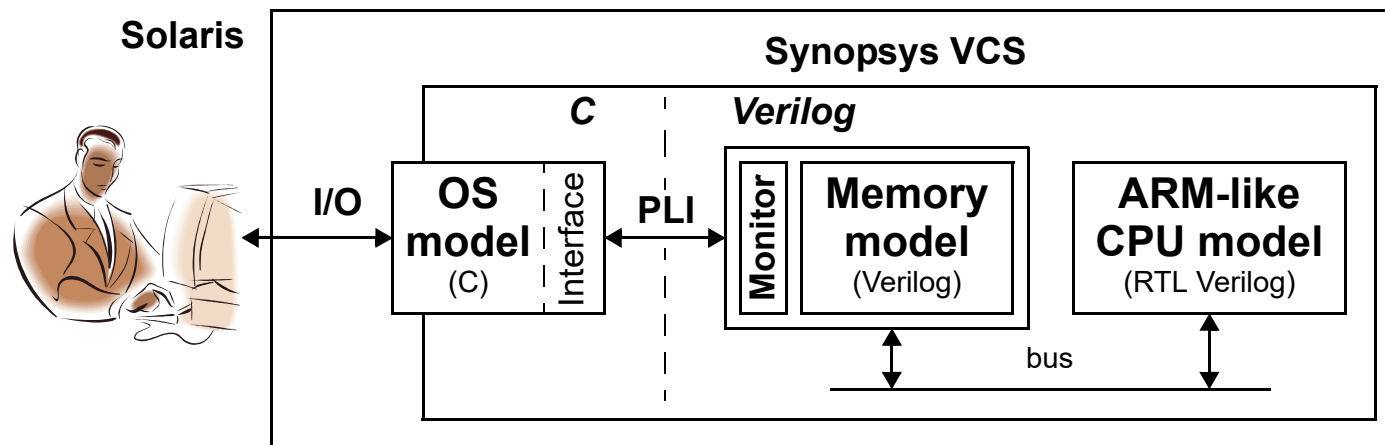 Solaris
Synopsys VCS
C
Verilog
I/O
OS
model
(C)
Interface
PLI
Monitor
Memory
model
(Verilog)
ARM-like
CPU model
(RTL Verilog)
bus